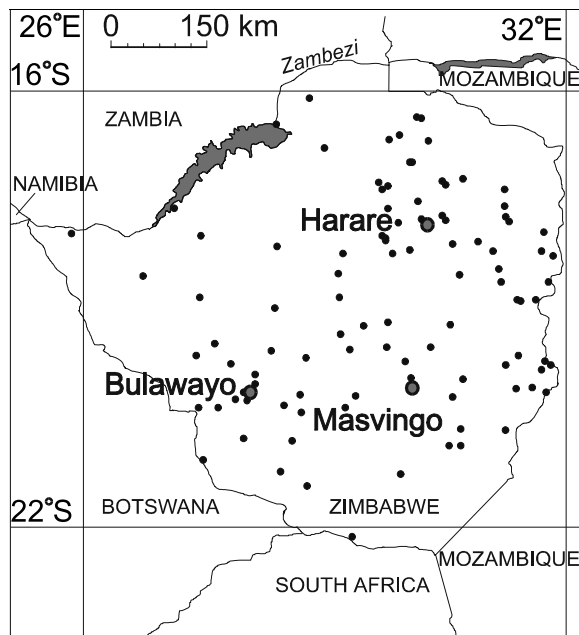 26°E
0 150 km
32°E
Zambezi
16°S
MOZAMBIQUE
ZAMBIA
NAMIBIA
Harare
Bulawayo
Masvingo
BOTSWANA
ZIMBABWE
22°S
MOZAMBIQUE
SOUTH AFRICA